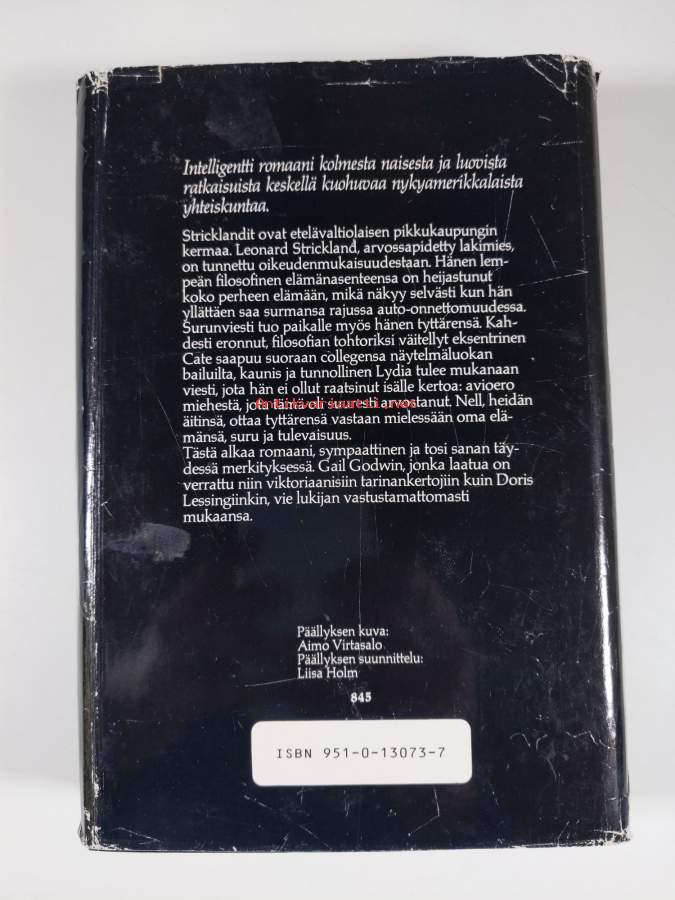 Intelligentti romaani kolmesta naisesta ja luovista
ratkaisuista keskellä kuohuvaa nykyamerikkalaista
yhteiskuntaa.
Stricklandit ovat etelävaltiolaisen pikkukaupungin
kermaa. Leonard Strickland, arvossapidetty lakimies,
on tunnettu oikeudenmukaisuudestaan. Hänen lem-
peän filosofinen elämänasenteensa on heijastunut
koko perheen elämään, mikä näkyy selvästi kun hän
yllättäen saa surmansa rajussa auto-onnettomuudessa.
Surunviesti tuo paikalle myös hänen tyttärensä. Kah-
desti eronnut, filosofian tohtoriksi väitellyt eksentrinen
Cate saapuu suoraan collegensa näytelmäluokan
bailuilta, kaunis ja tunnollinen Lydia tulee mukanaan
viesti, jota hän ei ollut raatsinut isälle kertoa: avioero
miehestä, jota tämä oli suuresti arvostanut. Nell, heidän
äitinsä, ottaa tyttärensä vastaan mielessään oma elä-
mänsä, suru ja tulevaisuus.
Tästä alkaa romaani, sympaattinen ja tosi sanan täy-
dessä merkityksessä. Gail Godwin, jonka laatua on
verrattu niin viktoriaanisiin tarinankertojiin kuin Doris
Lessingiinkin, vie lukijan vastustamattomasti
mukaansa.
Päällyksen kuva:
Aimo Virtasalo
Päällyksen suunnittelu:
Liisa Holm
845
ISBN 951-0-13073-7